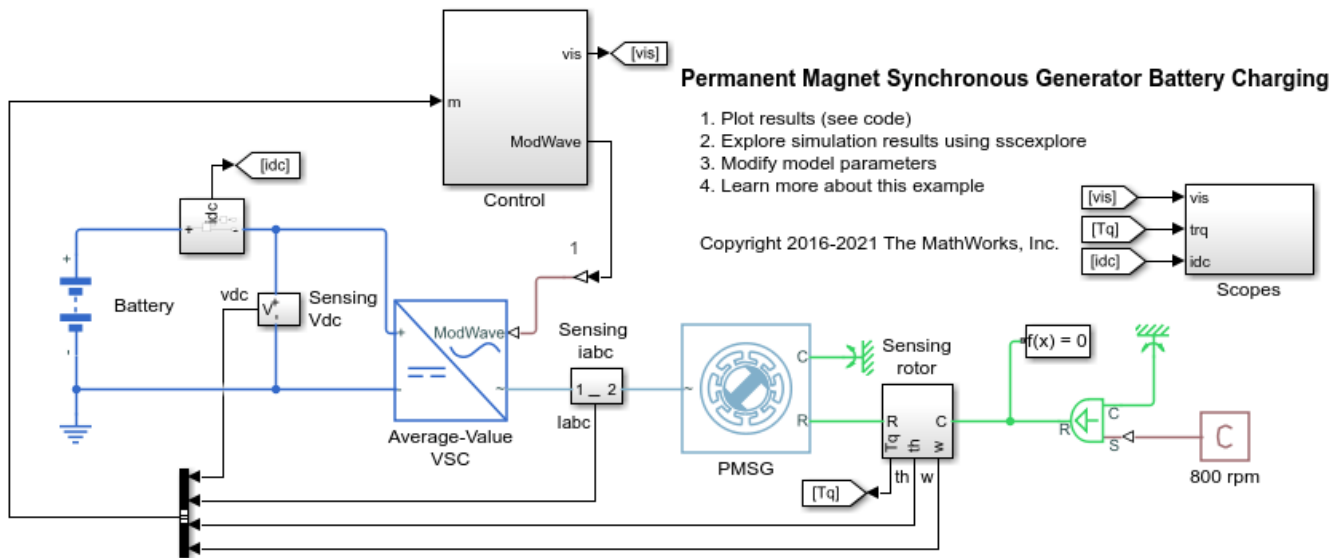 vis
[vis]
m
ModWave
Control
Permanent Magnet Synchronous Generator Battery Charging
1. Plot results (see code)
2. Explore simulation results using sscexplore
3. Modify model parameters
4. Learn more about this example
Copyright 2016-2021 The MathWorks, Inc.
[vis]
[Tq]
[idc]
vis
trq
idc
Scopes
[idc]
idc
+
-
+
Battery
-
vdc
V
+
-
Sensing
Vdc
1
+
ModWave
-
~
Average-Value
VSC
Sensing
iabc
1 _ 2
Iabc
~
C
R
PMSG
Sensing
rotor
R
C
Tq
th
w
[Tq]
th
w
f(x) = 0
C
R
S
C
800 rpm